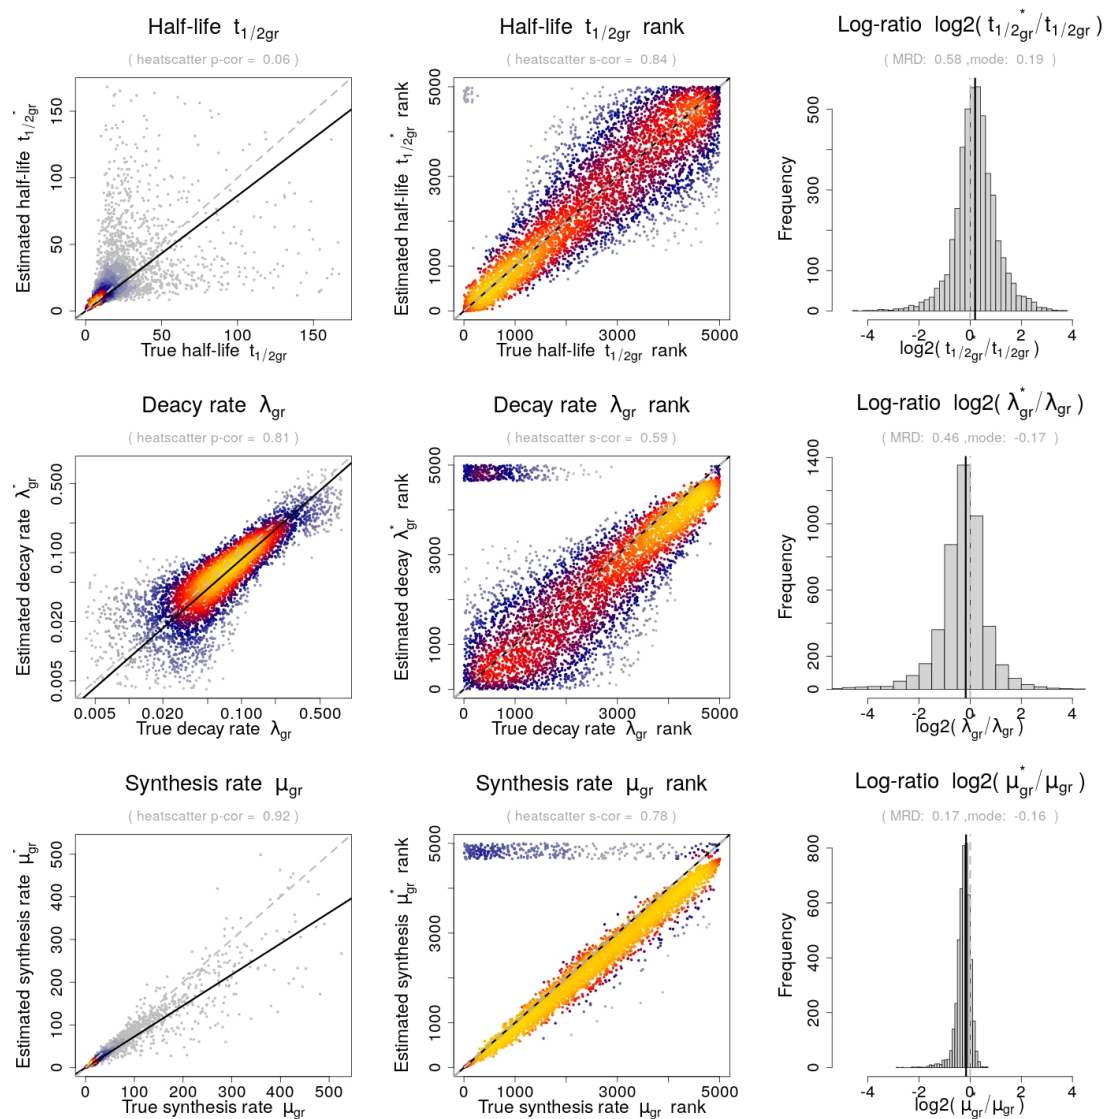 Half-life t1/2gr
( heatscatter p-cor = 0.06 )
Estimated half-life t*1/2gr
0 50 100 150
0 50 100 150
True half-life t1/2gr
Half-life t1/2gr rank
( heatscatter s-cor = 0.84 )
Estimated half-life t*1/2gr rank
0 1000 3000 5000
0 1000 3000 5000
True half-life t1/2gr rank
Log-ratio log2( t*1/2gr/t1/2gr )
( MRD: 0.58 ,mode: 0.19 )
Frequency
0 100 300 500
-4 -2 0 2 4
log2( t*1/2gr/t1/2gr )
Deacy rate λgr
( heatscatter p-cor = 0.81 )
Estimated decay rate λ*gr
0.005 0.020 0.100 0.500
0.005 0.020 0.100 0.500
True decay rate λgr
Decay rate λgr rank
( heatscatter s-cor = 0.59 )
Estimated decay λ*gr rank
0 1000 3000 5000
0 1000 3000 5000
True decay rate λgr rank
Log-ratio log2( λ*gr/λgr )
( MRD: 0.46 ,mode: -0.17 )
Frequency
0 200 600 1000 1400
-4 -2 0 2 4
log2( λ*gr/λgr )
Synthesis rate μgr
( heatscatter p-cor = 0.92 )
Estimated synthesis rate μ*gr
0 100 200 300 400 500
0 100 200 300 400 500
True synthesis rate μgr
Synthesis rate μgr rank
( heatscatter s-cor = 0.78 )
Estimated synthesis μ*gr rank
0 1000 3000 5000
0 1000 3000 5000
True synthesis rate μgr rank
Log-ratio log2( μ*gr/μgr )
( MRD: 0.17 ,mode: -0.16 )
Frequency
0 200 400 600 800
-4 -2 0 2 4
log2( μ*gr/μgr )